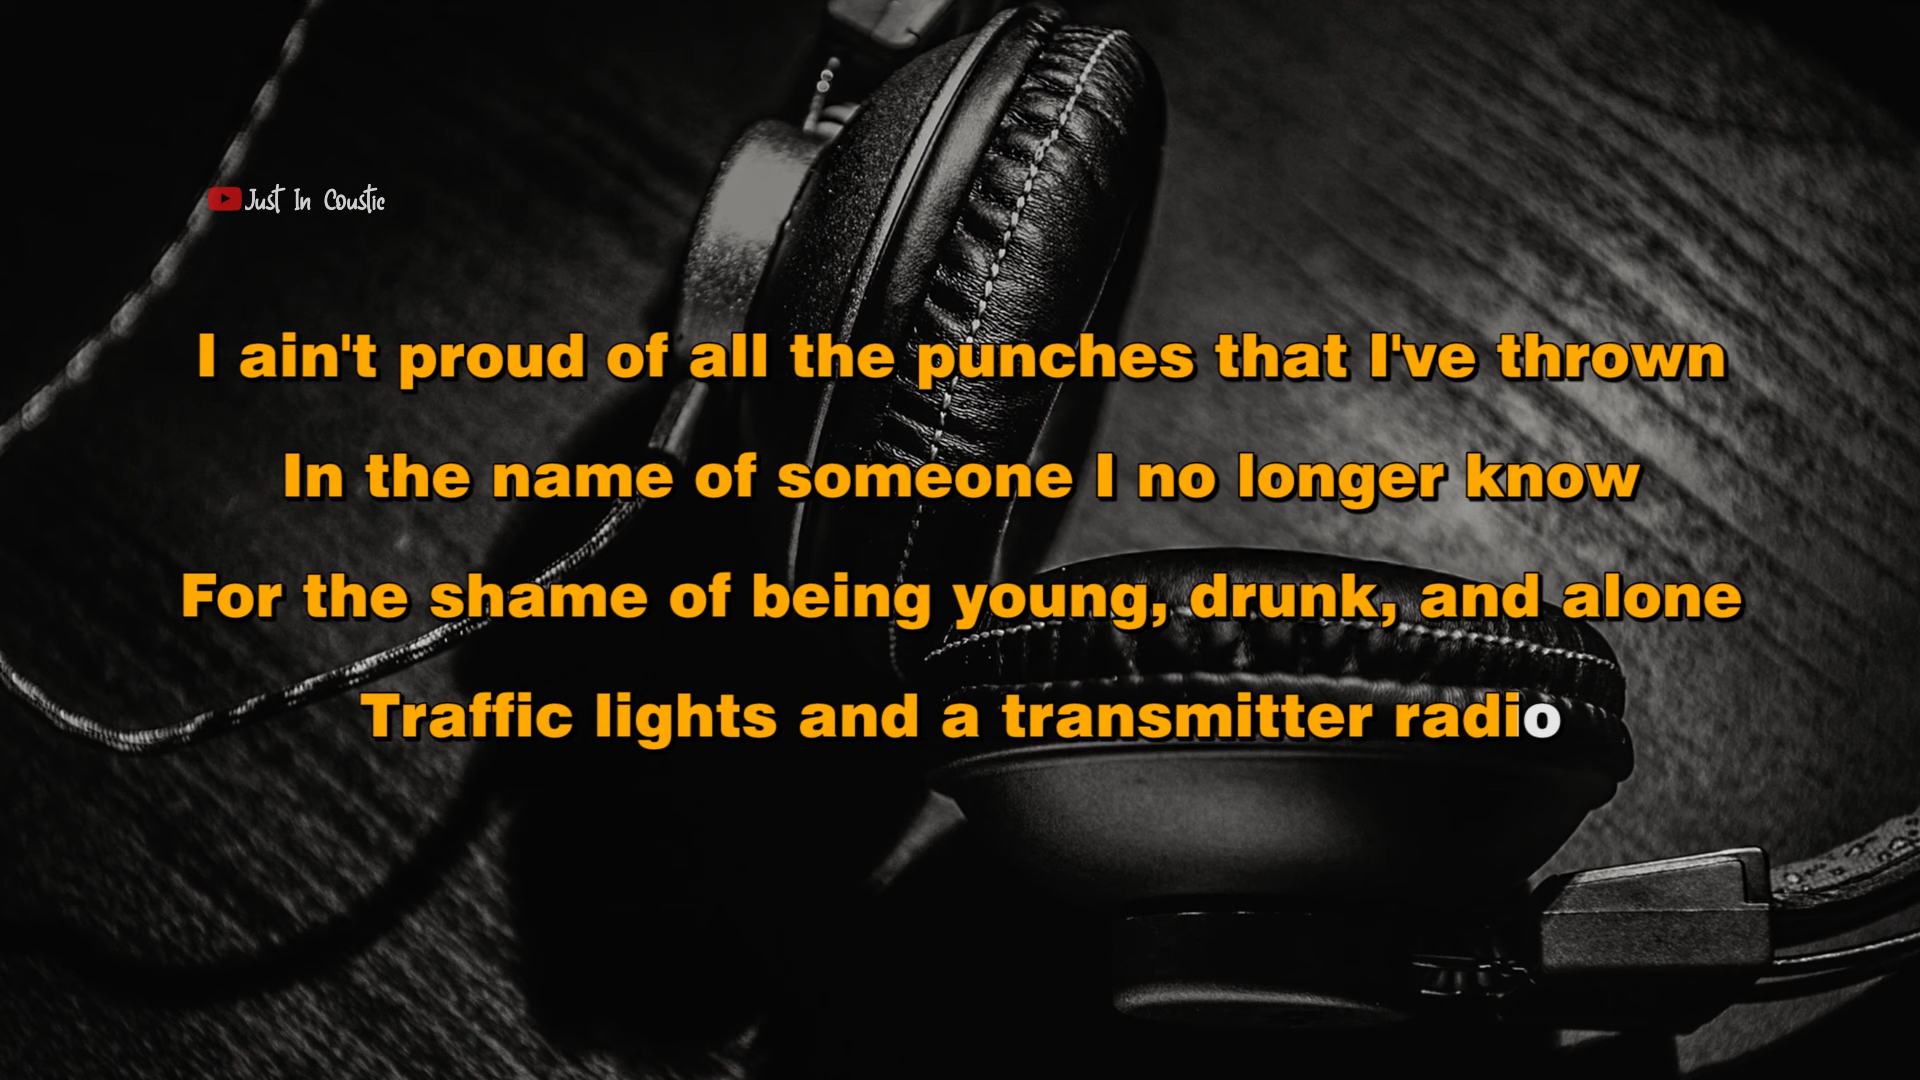 Just In Coustic
I ain't proud of all the punches that I've thrown
In the name of someone I no longer know
For the shame of being young, drunk, and alone
Traffic lights and a transmitter radio